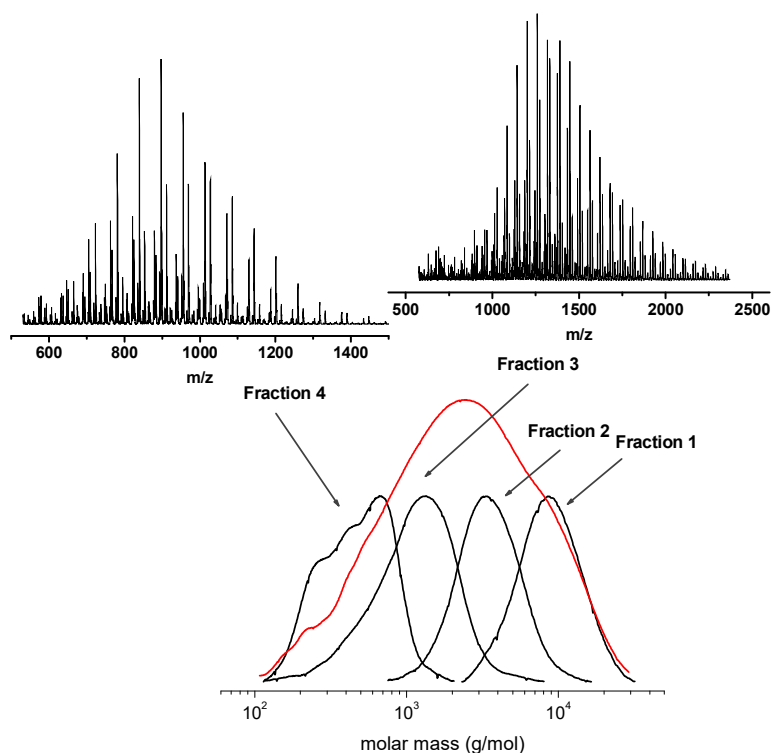 600 800 1000 1200 1400
m/z
500 1000 1500 2000 2500
m/z
Fraction 3
Fraction 4
Fraction 2
Fraction 1
10² 10³ 10⁴
molar mass (g/mol)